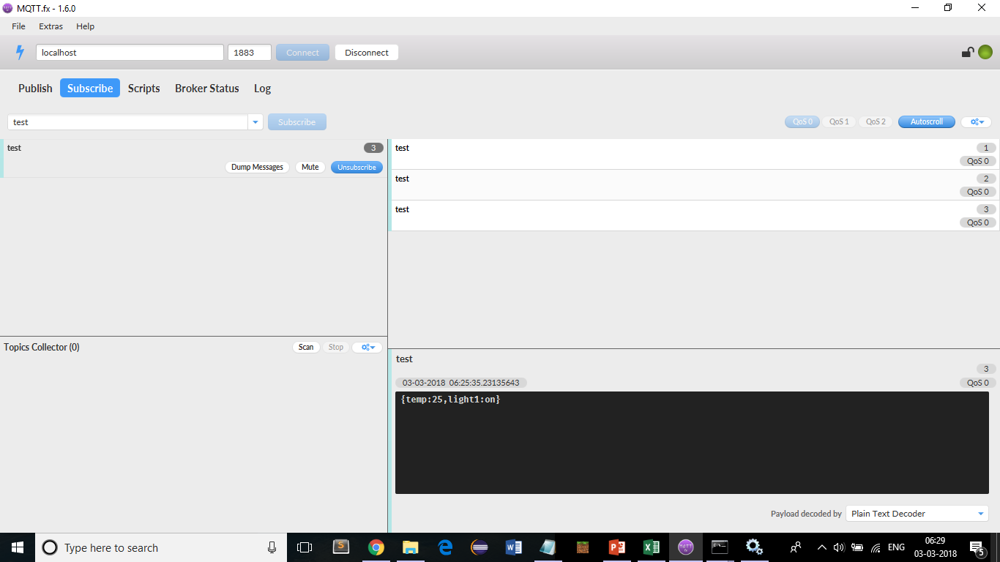 MQTT.fx - 1.6.0
File Extras Help
localhost 1883 Connect Disconnect
Publish Subscribe Scripts Broker Status Log
test Subscribe QoS 0 QoS 1 QoS 2 Autoscroll
test 3
Dump Messages Mute Unsubscribe
test 1
QoS 0
test 2
QoS 0
test 3
QoS 0
Topics Collector (0) Scan Stop
test
3
03-03-2018 06:25:35.23135643 QoS 0
{temp:25,light1:on}
Payload decoded by Plain Text Decoder
Type here to search
ENG
06:29
03-03-2018
5